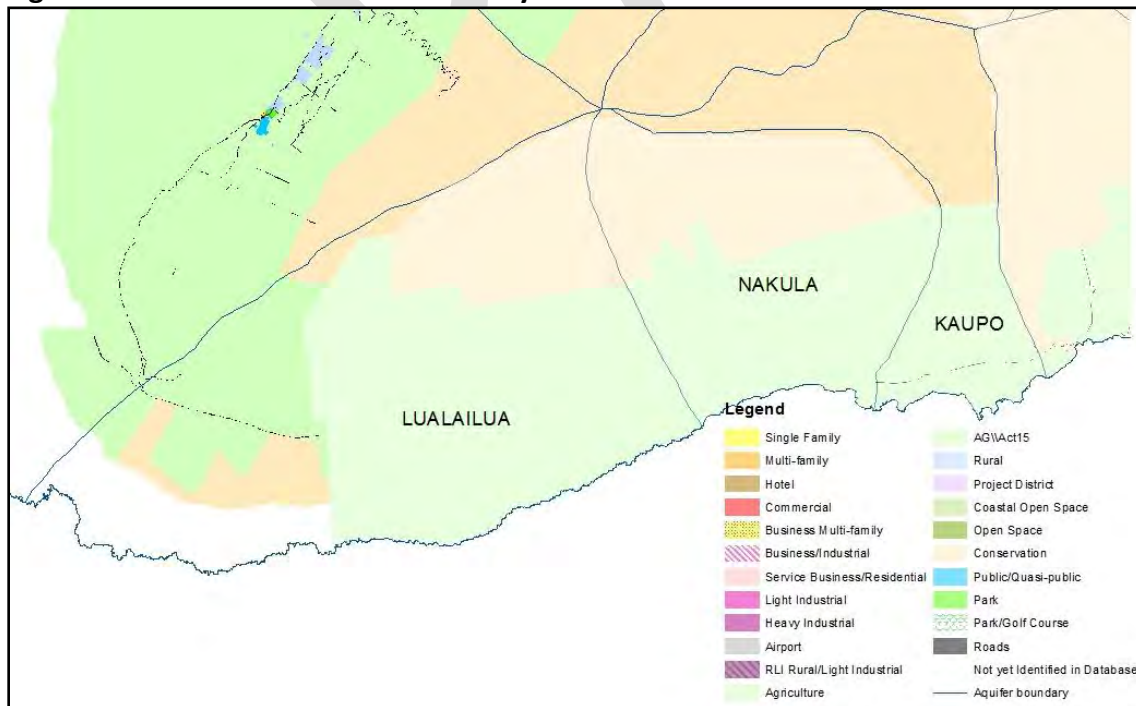 NAKULA
KAUPO
LUALAILUA
Legend
Single Family
Multi-family
Hotel
Commercial
Business Multi-family
Business/Industrial
Service Business/Residential
Light Industrial
Heavy Industrial
Airport
RLI Rural/Light Industrial
Agriculture
AG\\Act15
Rural
Project District
Coastal Open Space
Open Space
Conservation
Public/Quasi-public
Park
Park/Golf Course
Roads
Not yet Identified in Database
Aquifer boundary